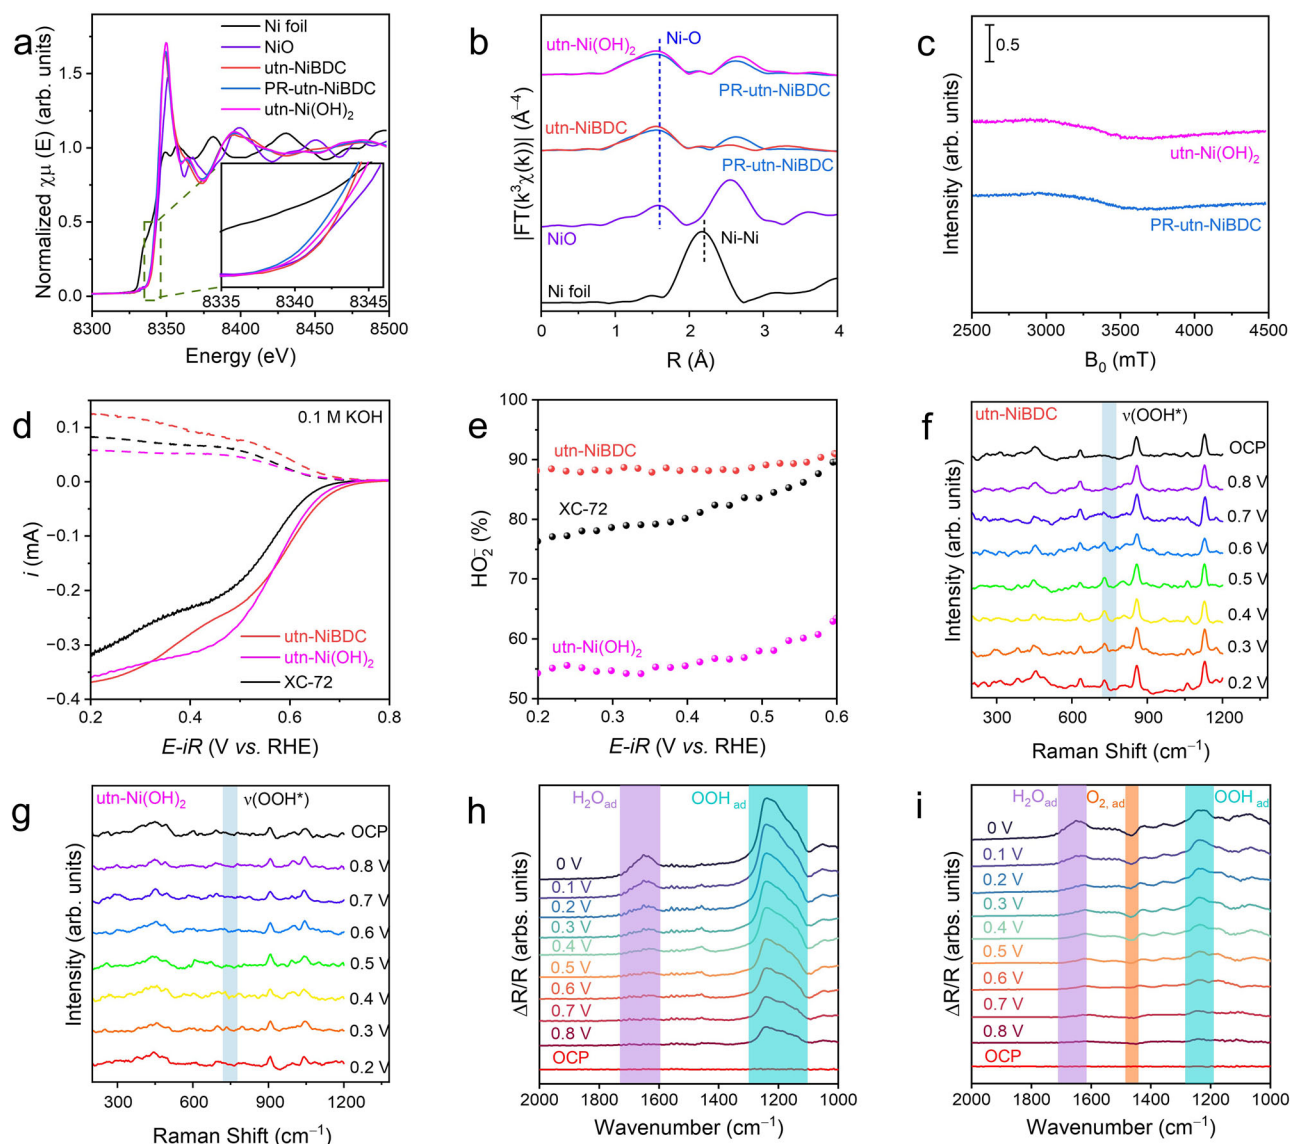 a
Normalized χμ (E) (arb. units)
1.5
1.0
0.5
0.0
Ni foil
NiO
utn-NiBDC
PR-utn-NiBDC
utn-Ni(OH)₂
8335 8340 8345
8300 8350 8400 8450 8500
Energy (eV)
b
|FT(k³χ(k))| (Å⁻⁴)
utn-Ni(OH)₂
Ni-O
PR-utn-NiBDC
utn-NiBDC
PR-utn-NiBDC
NiO
Ni-Ni
Ni foil
0 1 2 3 4
R (Å)
c
Intensity (arb. units)
0.5
utn-Ni(OH)₂
PR-utn-NiBDC
2500 3000 3500 4000 4500
B₀ (mT)
d
i (mA)
0.1
0.0
−0.1
−0.2
−0.3
−0.4
0.1 M KOH
utn-NiBDC
utn-Ni(OH)₂
XC-72
0.2 0.4 0.6 0.8
E-iR (V vs. RHE)
e
HO₂⁻ (%)
100
90
80
70
60
50
utn-NiBDC
XC-72
utn-Ni(OH)₂
0.2 0.3 0.4 0.5 0.6
E-iR (V vs. RHE)
f
Intensity (arb. units)
utn-NiBDC
ν(OOH*)
OCP
0.8 V
0.7 V
0.6 V
0.5 V
0.4 V
0.3 V
0.2 V
300 600 900 1200
Raman Shift (cm⁻¹)
g
Intensity (arb. units)
utn-Ni(OH)₂
ν(OOH*)
OCP
0.8 V
0.7 V
0.6 V
0.5 V
0.4 V
0.3 V
0.2 V
300 600 900 1200
Raman Shift (cm⁻¹)
h
ΔR/R (arbs. units)
H₂O ad
OOH ad
0 V
0.1 V
0.2 V
0.3 V
0.4 V
0.5 V
0.6 V
0.7 V
0.8 V
OCP
2000 1800 1600 1400 1200 1000
Wavenumber (cm⁻¹)
i
ΔR/R (arbs. units)
H₂O ad
O₂, ad
OOH ad
0 V
0.1 V
0.2 V
0.3 V
0.4 V
0.5 V
0.6 V
0.7 V
0.8 V
OCP
2000 1800 1600 1400 1200 1000
Wavenumber (cm⁻¹)